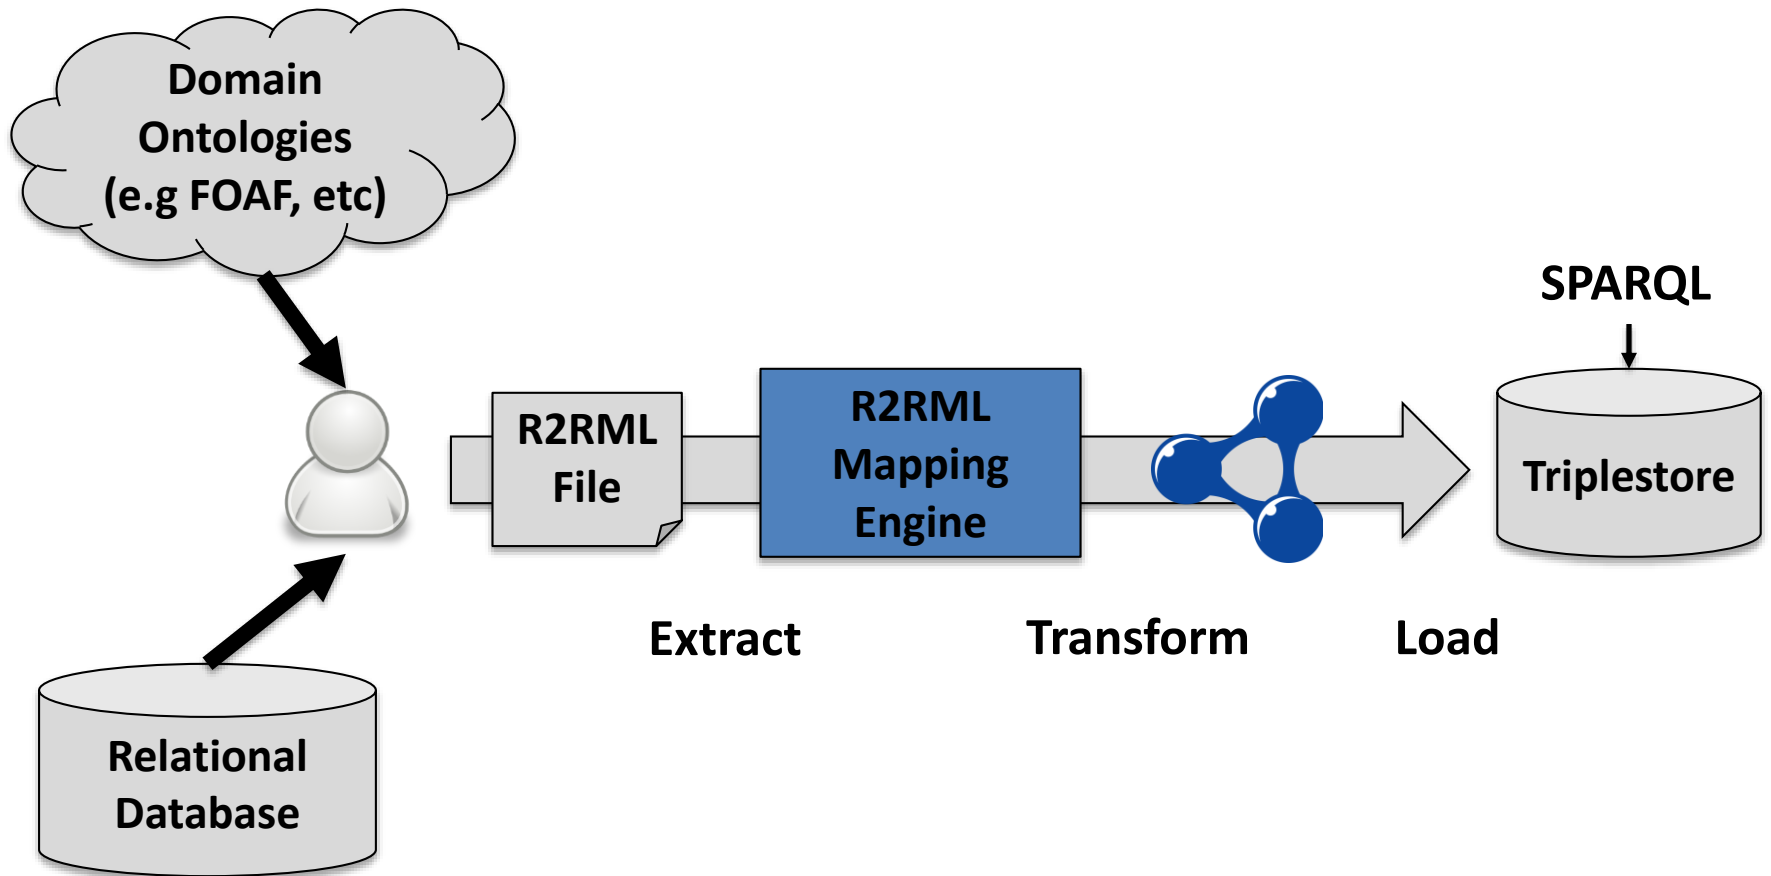 Domain
Ontologies
(e.g FOAF, etc)
SPARQL
R2RML
File
R2RML
Mapping
Engine
Triplestore
Extract
Transform
Load
Relational
Database